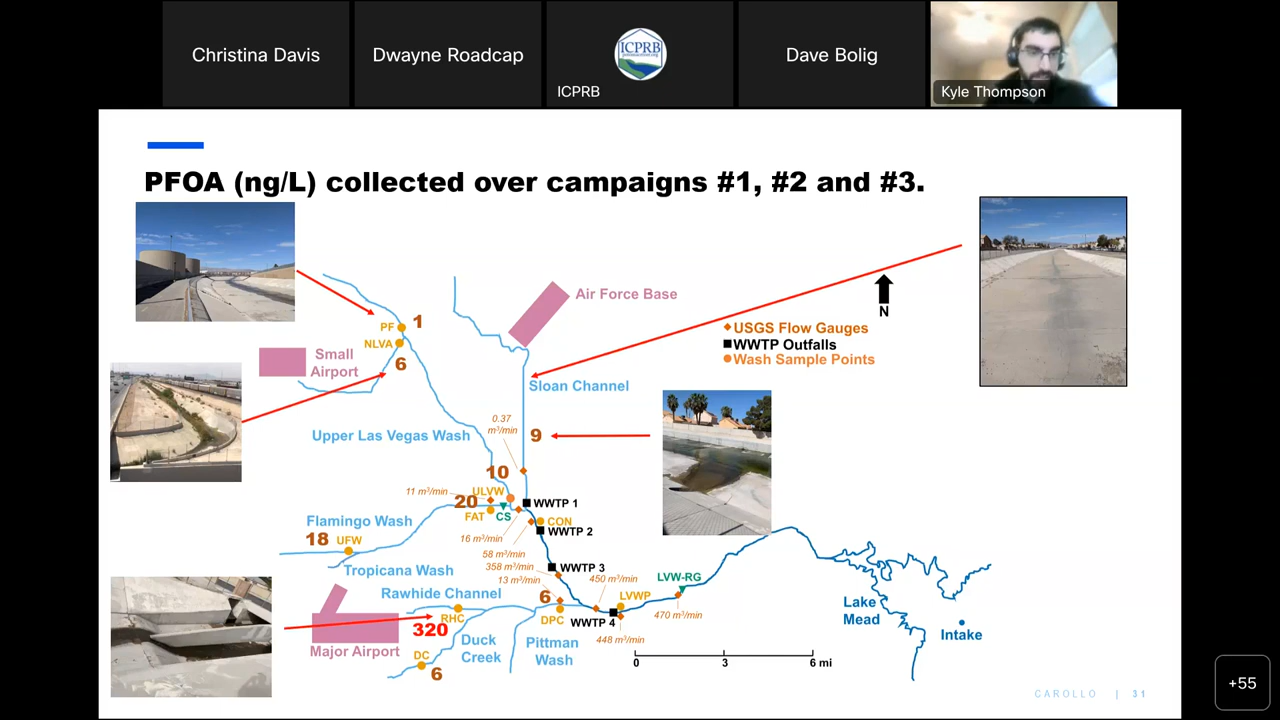 Christina Davis
Dwayne Roadcap
ICPRB
ICPRB
Dave Bolig
Kyle Thompson
PFOA (ng/L) collected over campaigns #1, #2 and #3.
Air Force Base
N
PF
1
NLVA
6
Small
Airport
USGS Flow Gauges
WWTP Outfalls
Wash Sample Points
Sloan Channel
0.37
m³/min
9
Upper Las Vegas Wash
10
11 m³/min
ULVW
20
FAT
CS
WWTP 1
CON
WWTP 2
Flamingo Wash
18
UFW
16 m³/min
58 m³/min
358 m³/min
13 m³/min
WWTP 3
Tropicana Wash
450 m³/min
LVW-RG
Rawhide Channel
6
LVWP
RHC
320
DPC
WWTP 4
470 m³/min
448 m³/min
Lake
Mead
Intake
Major Airport
Duck
Creek
Pittman
Wash
DC
6
0
3
6 mi
CAROLLO | 31
+55